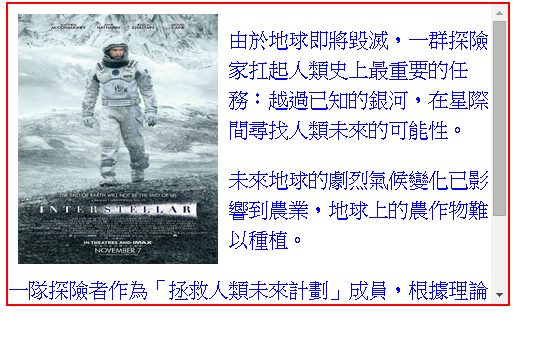 由於地球即將毀滅，一群探險
家扛起人類史上最重要的任
務：越過已知的銀河，在星際
間尋找人類未來的可能性。
未來地球的劇烈氣候變化已影
響到農業，地球上的農作物難
以種植。
THE END OF EARTH WILL NOT BE THE END OF US
INTERSTELLAR
IN THEATRES AND IMAX
NOVEMBER 7
一隊探險者作為「拯救人類未來計劃」成員，根據理論